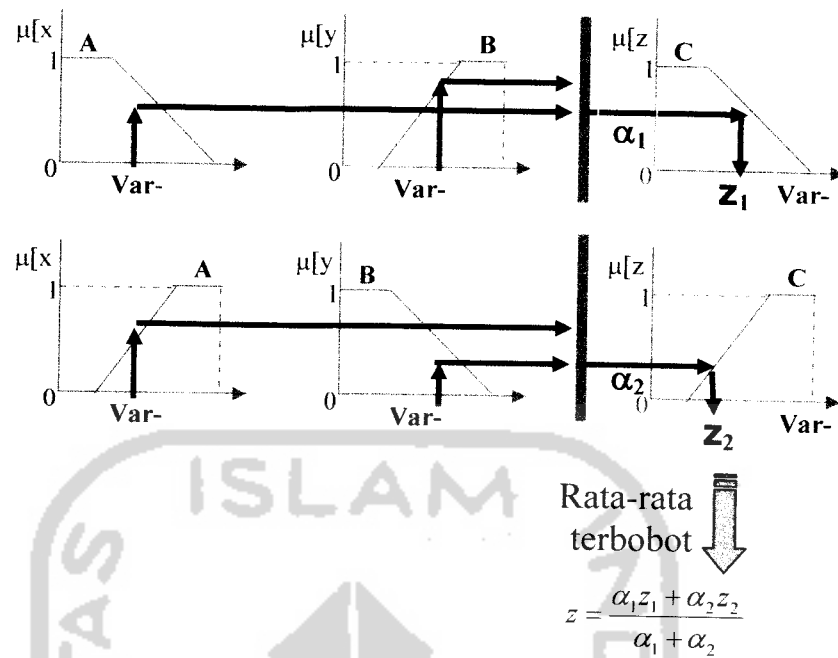 μ[x
A
1
0
Var-
μ[y
B
1
0
Var-
μ[z
C
1
0
α₁
z₁
Var-
μ[x
A
1
0
Var-
μ[y
B
1
0
Var-
μ[z
C
1
0
α₂
z₂
Var-
ISLAM
TAS
Rata-rata
terbobot
z = (α₁z₁ + α₂z₂) / (α₁ + α₂)